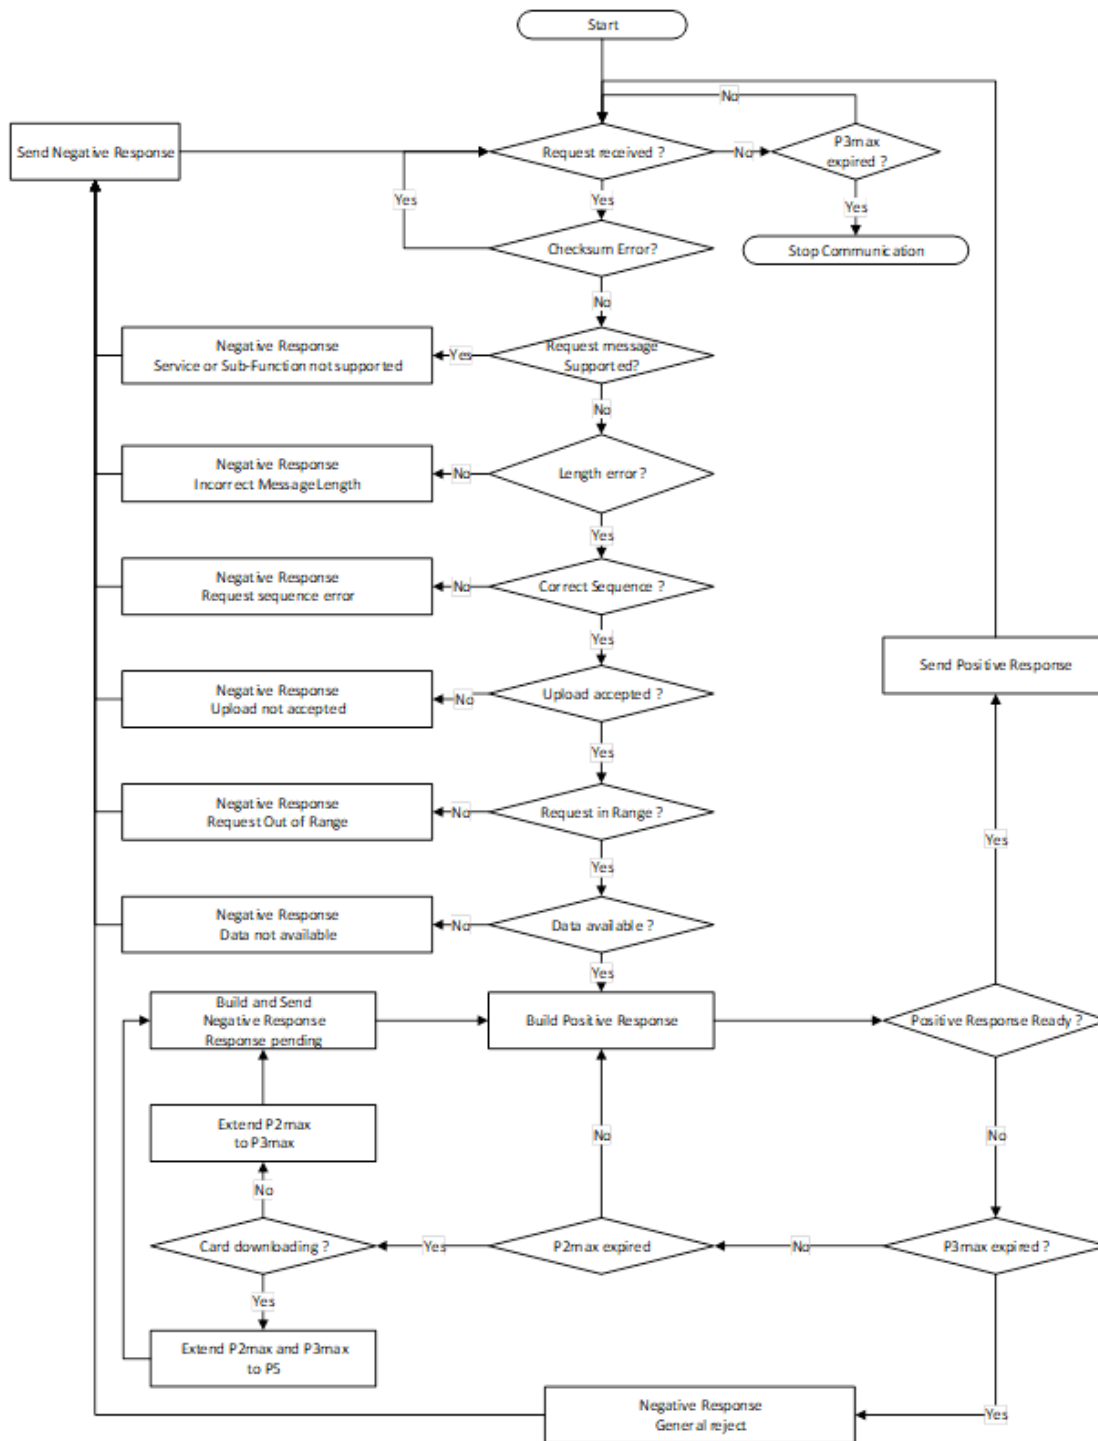 Start
No
Send Negative Response
Request received ?
No
P3max
expired ?
Yes
Yes
Yes
Checksum Error?
Stop Communication
No
Negative Response
Service or Sub-Function not supported
Yes
Request message
Supported?
No
Negative Response
Incorrect Message Length
No
Length error?
Yes
Negative Response
Request sequence error
No
Correct Sequence ?
Yes
Send Positive Response
Negative Response
Upload not accepted
No
Upload accepted ?
Yes
Negative Response
Request Out of Range
No
Request in Range ?
Yes
Yes
Negative Response
Data not available
No
Data available ?
Yes
Build and Send
Negative Response
Response pending
Build Positive Response
Positive Response Ready ?
Extend P2max
to P3max
No
No
No
Card downloading ?
Yes
P2max expired
No
P3max expired ?
Yes
Extend P2max and P3max
to P5
Negative Response
General reject
Yes